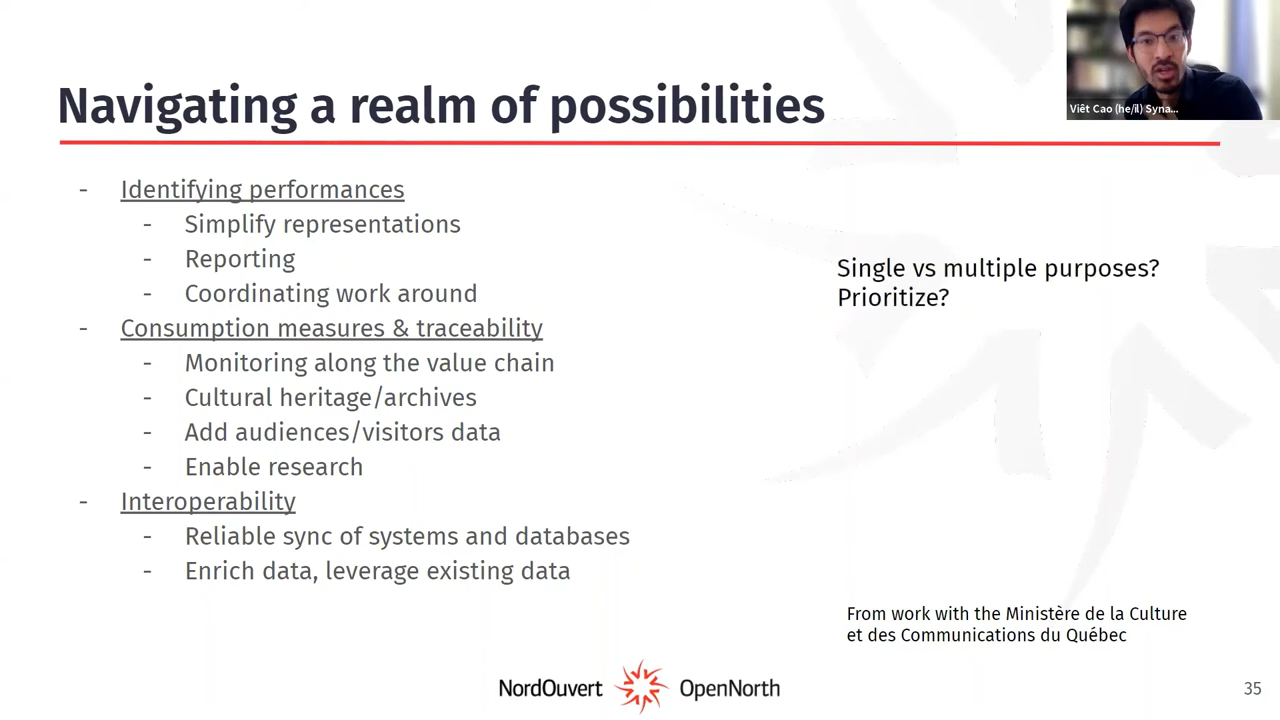 Viêt Cao (he/il) Syna...
Navigating a realm of possibilities
- Identifying performances
- Simplify representations
- Reporting
- Coordinating work around
- Consumption measures & traceability
- Monitoring along the value chain
- Cultural heritage/archives
- Add audiences/visitors data
- Enable research
- Interoperability
- Reliable sync of systems and databases
- Enrich data, leverage existing data
Single vs multiple purposes?
Prioritize?
From work with the Ministère de la Culture
et des Communications du Québec
NordOuvert OpenNorth
35